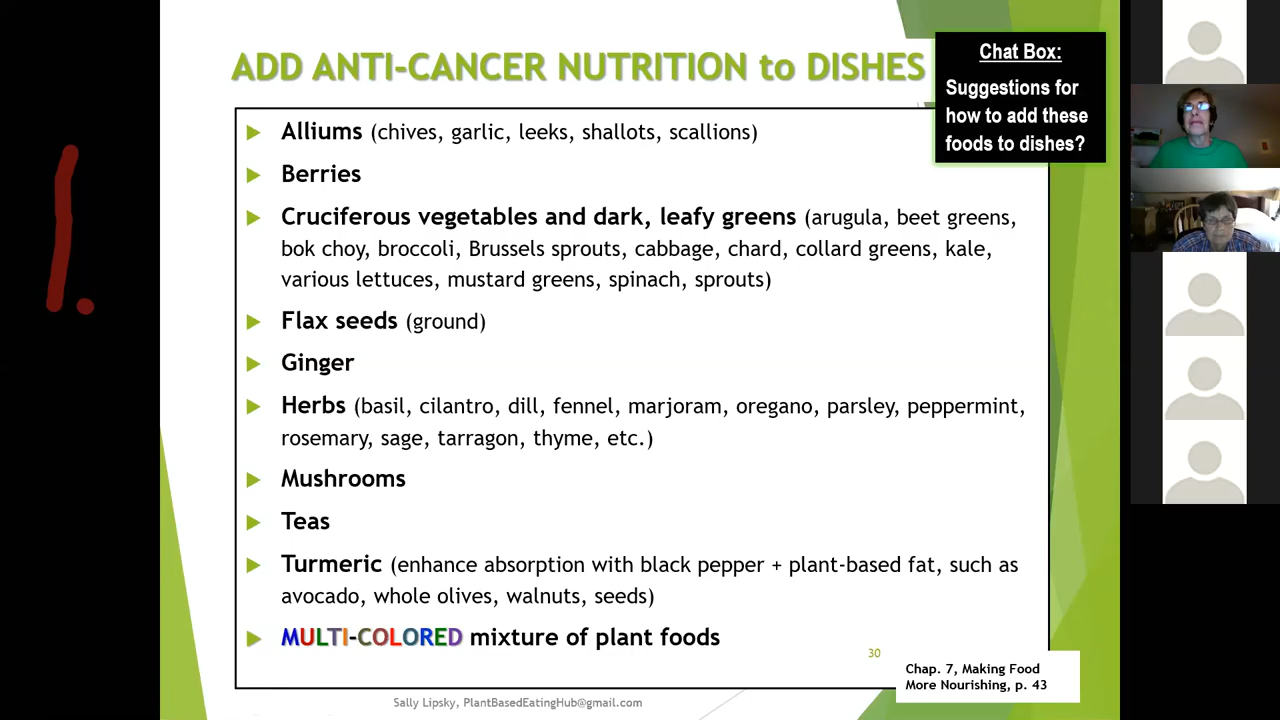 ADD ANTI-CANCER NUTRITION to DISHES
Chat Box:
Suggestions for
how to add these
foods to dishes?
Alliums (chives, garlic, leeks, shallots, scallions)
Berries
Cruciferous vegetables and dark, leafy greens (arugula, beet greens,
bok choy, broccoli, Brussels sprouts, cabbage, chard, collard greens, kale,
various lettuces, mustard greens, spinach, sprouts)
Flax seeds (ground)
Ginger
Herbs (basil, cilantro, dill, fennel, marjoram, oregano, parsley, peppermint,
rosemary, sage, tarragon, thyme, etc.)
Mushrooms
Teas
Turmeric (enhance absorption with black pepper + plant-based fat, such as
avocado, whole olives, walnuts, seeds)
MULTI-COLORED mixture of plant foods
30
Chap. 7, Making Food
More Nourishing, p. 43
Sally Lipsky, PlantBasedEatingHub@gmail.com
1.